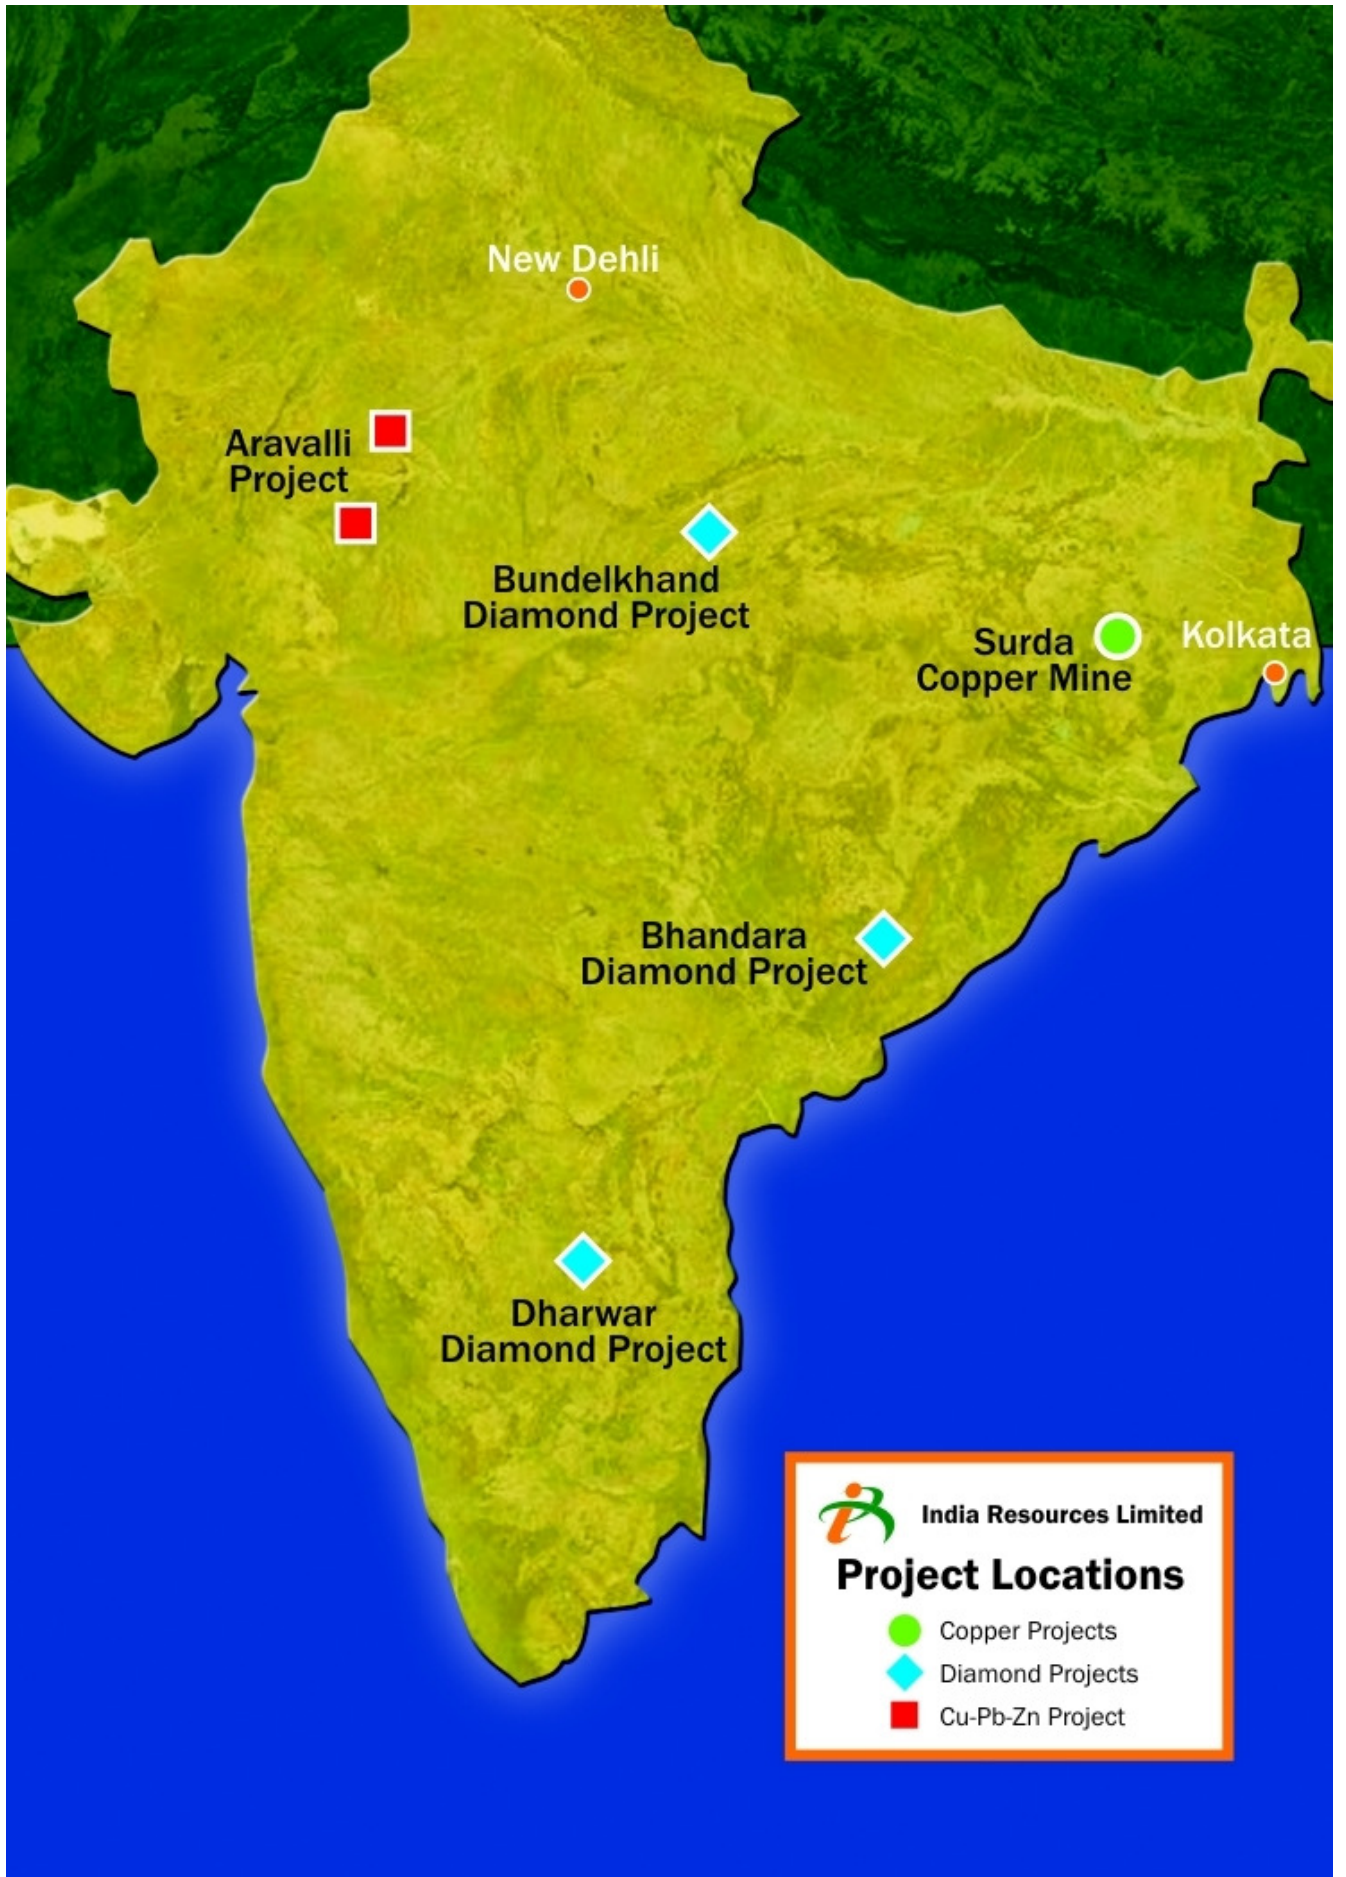 New Dehli
Aravalli
Project
Bundelkhand
Diamond Project
Surda
Copper Mine
Kolkata
Bhandara
Diamond Project
Dharwar
Diamond Project
India Resources Limited
Project Locations
Copper Projects
Diamond Projects
Cu-Pb-Zn Project